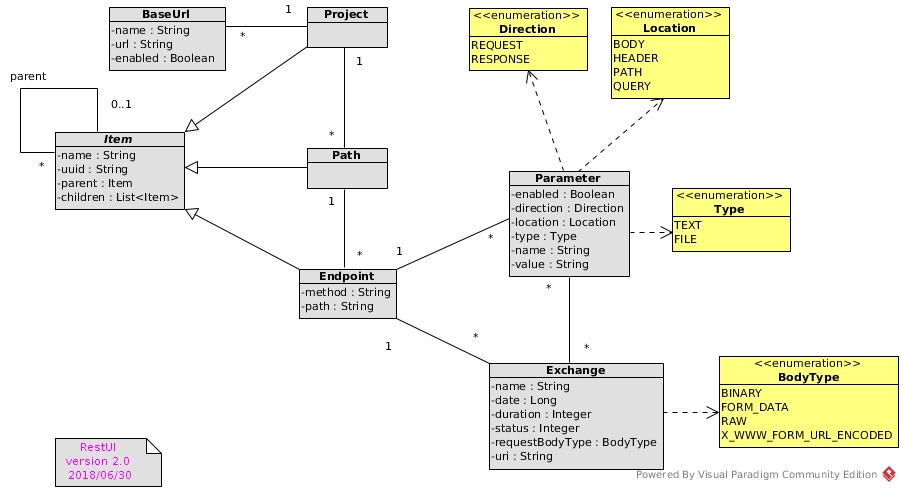 BaseUrl
-name : String
-url : String
-enabled : Boolean
1
*
Project
<<enumeration>>
Direction
REQUEST
RESPONSE
<<enumeration>>
Location
BODY
HEADER
PATH
QUERY
parent
0..1
*
Item
-name : String
-uuid : String
-parent : Item
-children : List<Item>
1
*
Path
1
*
Parameter
-enabled : Boolean
-direction : Direction
-location : Location
-type : Type
-name : String
-value : String
<<enumeration>>
Type
TEXT
FILE
Endpoint
-method : String
-path : String
1
*
1
*
*
*
Exchange
-name : String
-date : Long
-duration : Integer
-status : Integer
-requestBodyType : BodyType
-uri : String
<<enumeration>>
BodyType
BINARY
FORM_DATA
RAW
X_WWW_FORM_URL_ENCODED
RestUI
version 2.0
2018/06/30
Powered By Visual Paradigm Community Edition